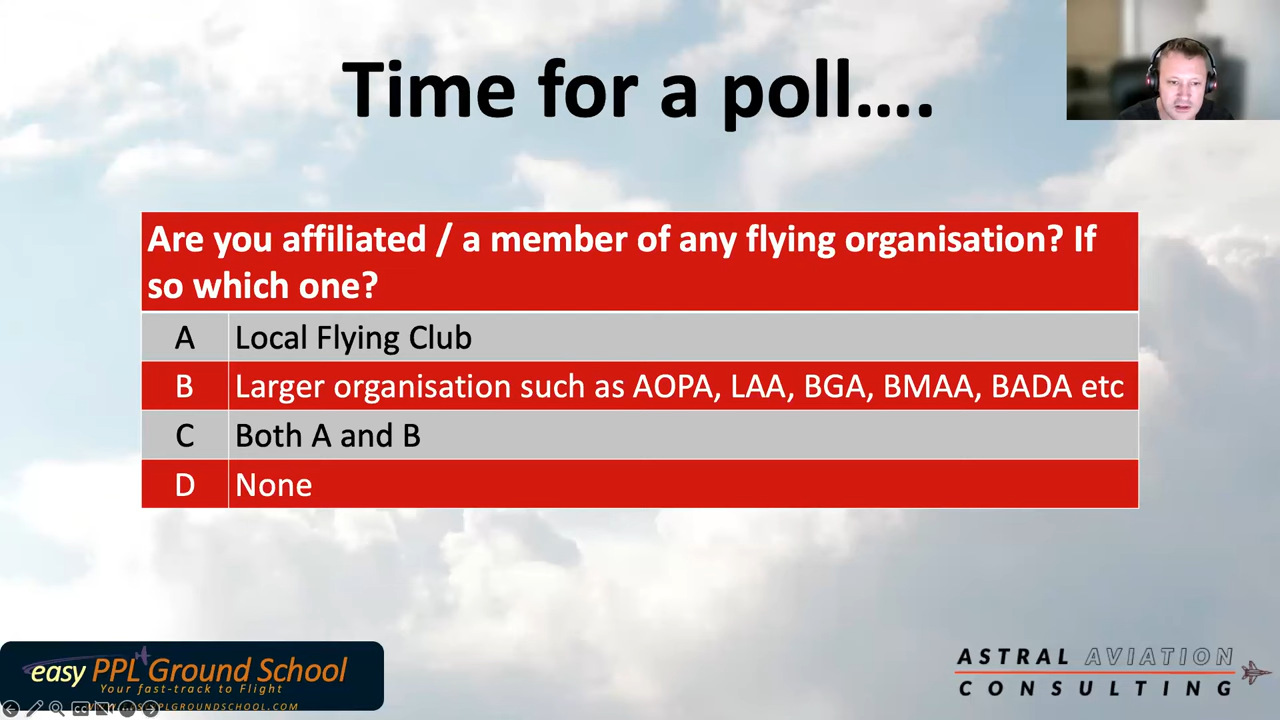 Time for a poll....
Are you affiliated / a member of any flying organisation? If
so which one?
A Local Flying Club
B Larger organisation such as AOPA, LAA, BGA, BMAA, BADA etc
C Both A and B
D None
easy PPL Ground School
Your fast-track to Flight
ASTRAL AVIATION
CONSULTING